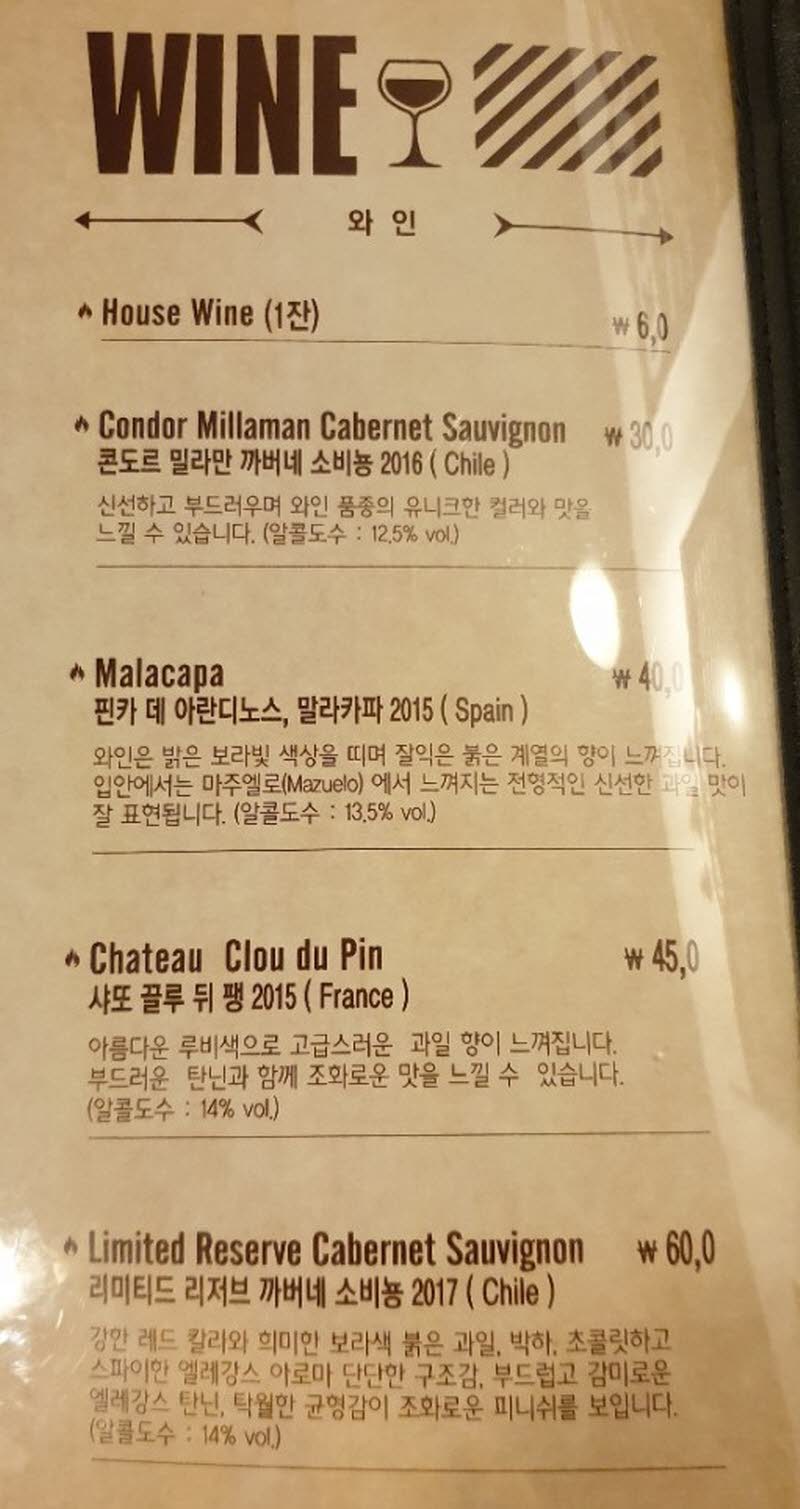 WINE
와 인
House Wine (1잔) ₩ 6,0
Condor Millaman Cabernet Sauvignon ₩ 30,0
콘도르 밀라만 까버네 소비뇽 2016 ( Chile )
신선하고 부드러우며 와인 품종의 유니크한 컬러와 맛을
느낄 수 있습니다. (알콜도수 : 12.5% vol.)
Malacapa ₩ 40,0
핀카 데 아란디노스, 말라카파 2015 ( Spain )
와인은 밝은 보라빛 색상을 띠며 잘익은 붉은 계열의 향이 느껴집니다.
입안에서는 마주엘로(Mazuelo) 에서 느껴지는 전형적인 신선한 과일 맛이
잘 표현됩니다. (알콜도수 : 13.5% vol.)
Chateau Clou du Pin ₩ 45,0
샤또 끌루 뒤 팽 2015 ( France )
아름다운 루비색으로 고급스러운 과일 향이 느껴집니다.
부드러운 탄닌과 함께 조화로운 맛을 느낄 수 있습니다.
(알콜도수 : 14% vol.)
Limited Reserve Cabernet Sauvignon ₩ 60,0
리미티드 리저브 까버네 소비뇽 2017 ( Chile )
강한 레드 칼라와 희미한 보라색 붉은 과일, 박하, 초콜릿하고
스파이한 엘레강스 아로마 단단한 구조감, 부드럽고 감미로운
엘레강스 탄닌, 탁월한 균형감이 조화로운 피니쉬를 보입니다.
(알콜도수 : 14% vol.)